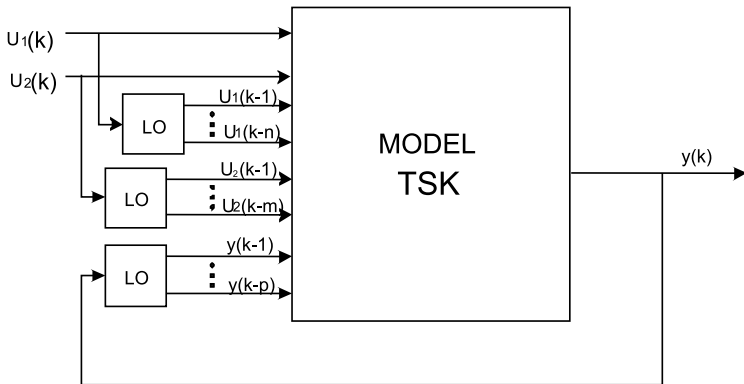 U1(k)
U2(k)
LO
U1(k-1)
U1(k-n)
LO
U2(k-1)
U2(k-m)
LO
y(k-1)
y(k-p)
MODEL
TSK
y(k)